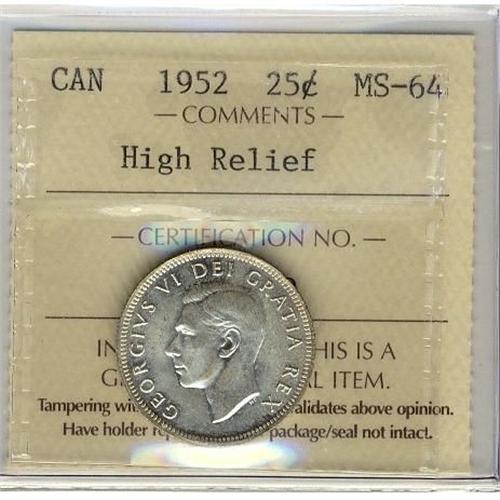 CAN 1952 25¢ MS-64
— COMMENTS —
High Relief
— CERTIFICATION NO. —
GEORGIVS VI DEI GRATIA REX
IN HIS IS A
G L ITEM.
Tampering wi alidates above opinion.
Have holder package/seal not intact.